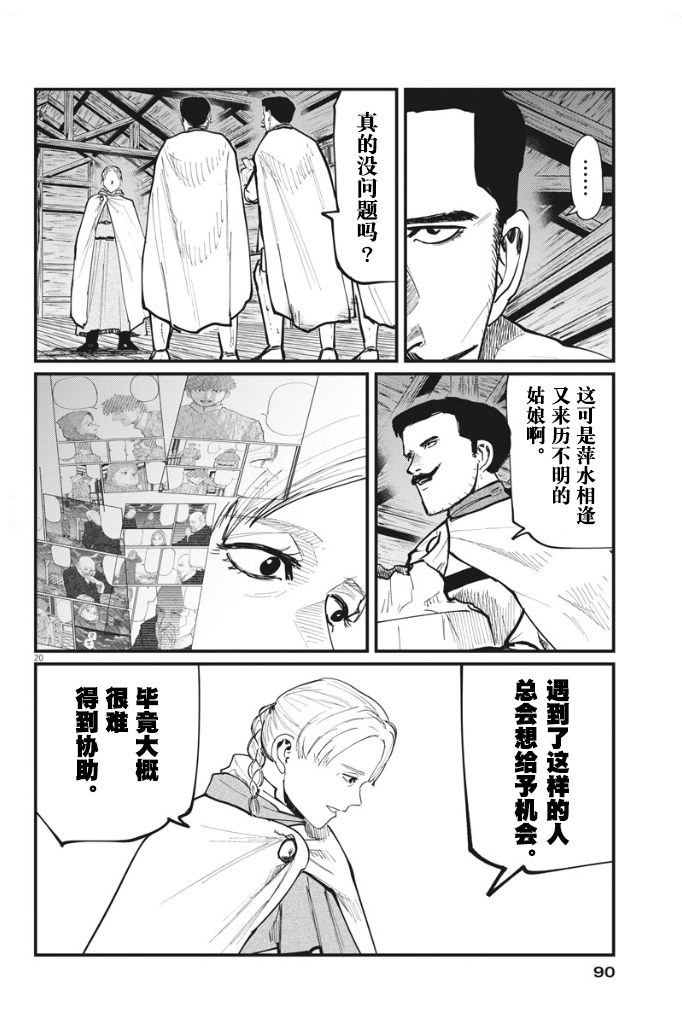 ……
真的没问题吗？
这可是萍水相逢
又来历不明的
姑娘啊。
20
遇到了这样的人
总会想给予机会。
毕竟大概
很难
得到协助。
90